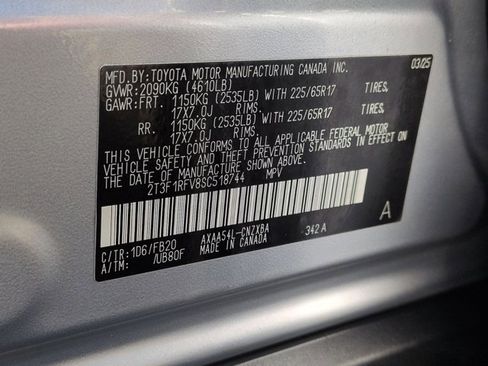 MFD.BY:TOYOTA MOTOR MANUFACTURING CANADA INC. 03/25
GVWR:2090KG (4610LB)
GAWR:FRT. 1150KG (2535LB) WITH 225/65R17 TIRES,
17X7.0J RIMS
RR. 1150KG (2535LB) WITH 225/65R17 TIRES,
17X7.0J RIMS
THIS VEHICLE CONFORMS TO ALL APPLICABLE FEDERAL MOTOR
VEHICLE SAFETY AND THEFT PREVENTION STANDARDS IN EFFECT ON
THE DATE OF MANUFACTURE SHOWN ABOVE.
2T3F1RFV8SC518744 MPV
A
C/TR:1D6/FB20 AXAA54L-CNZXBA 342A
A/TM: /UB80F MADE IN CANADA